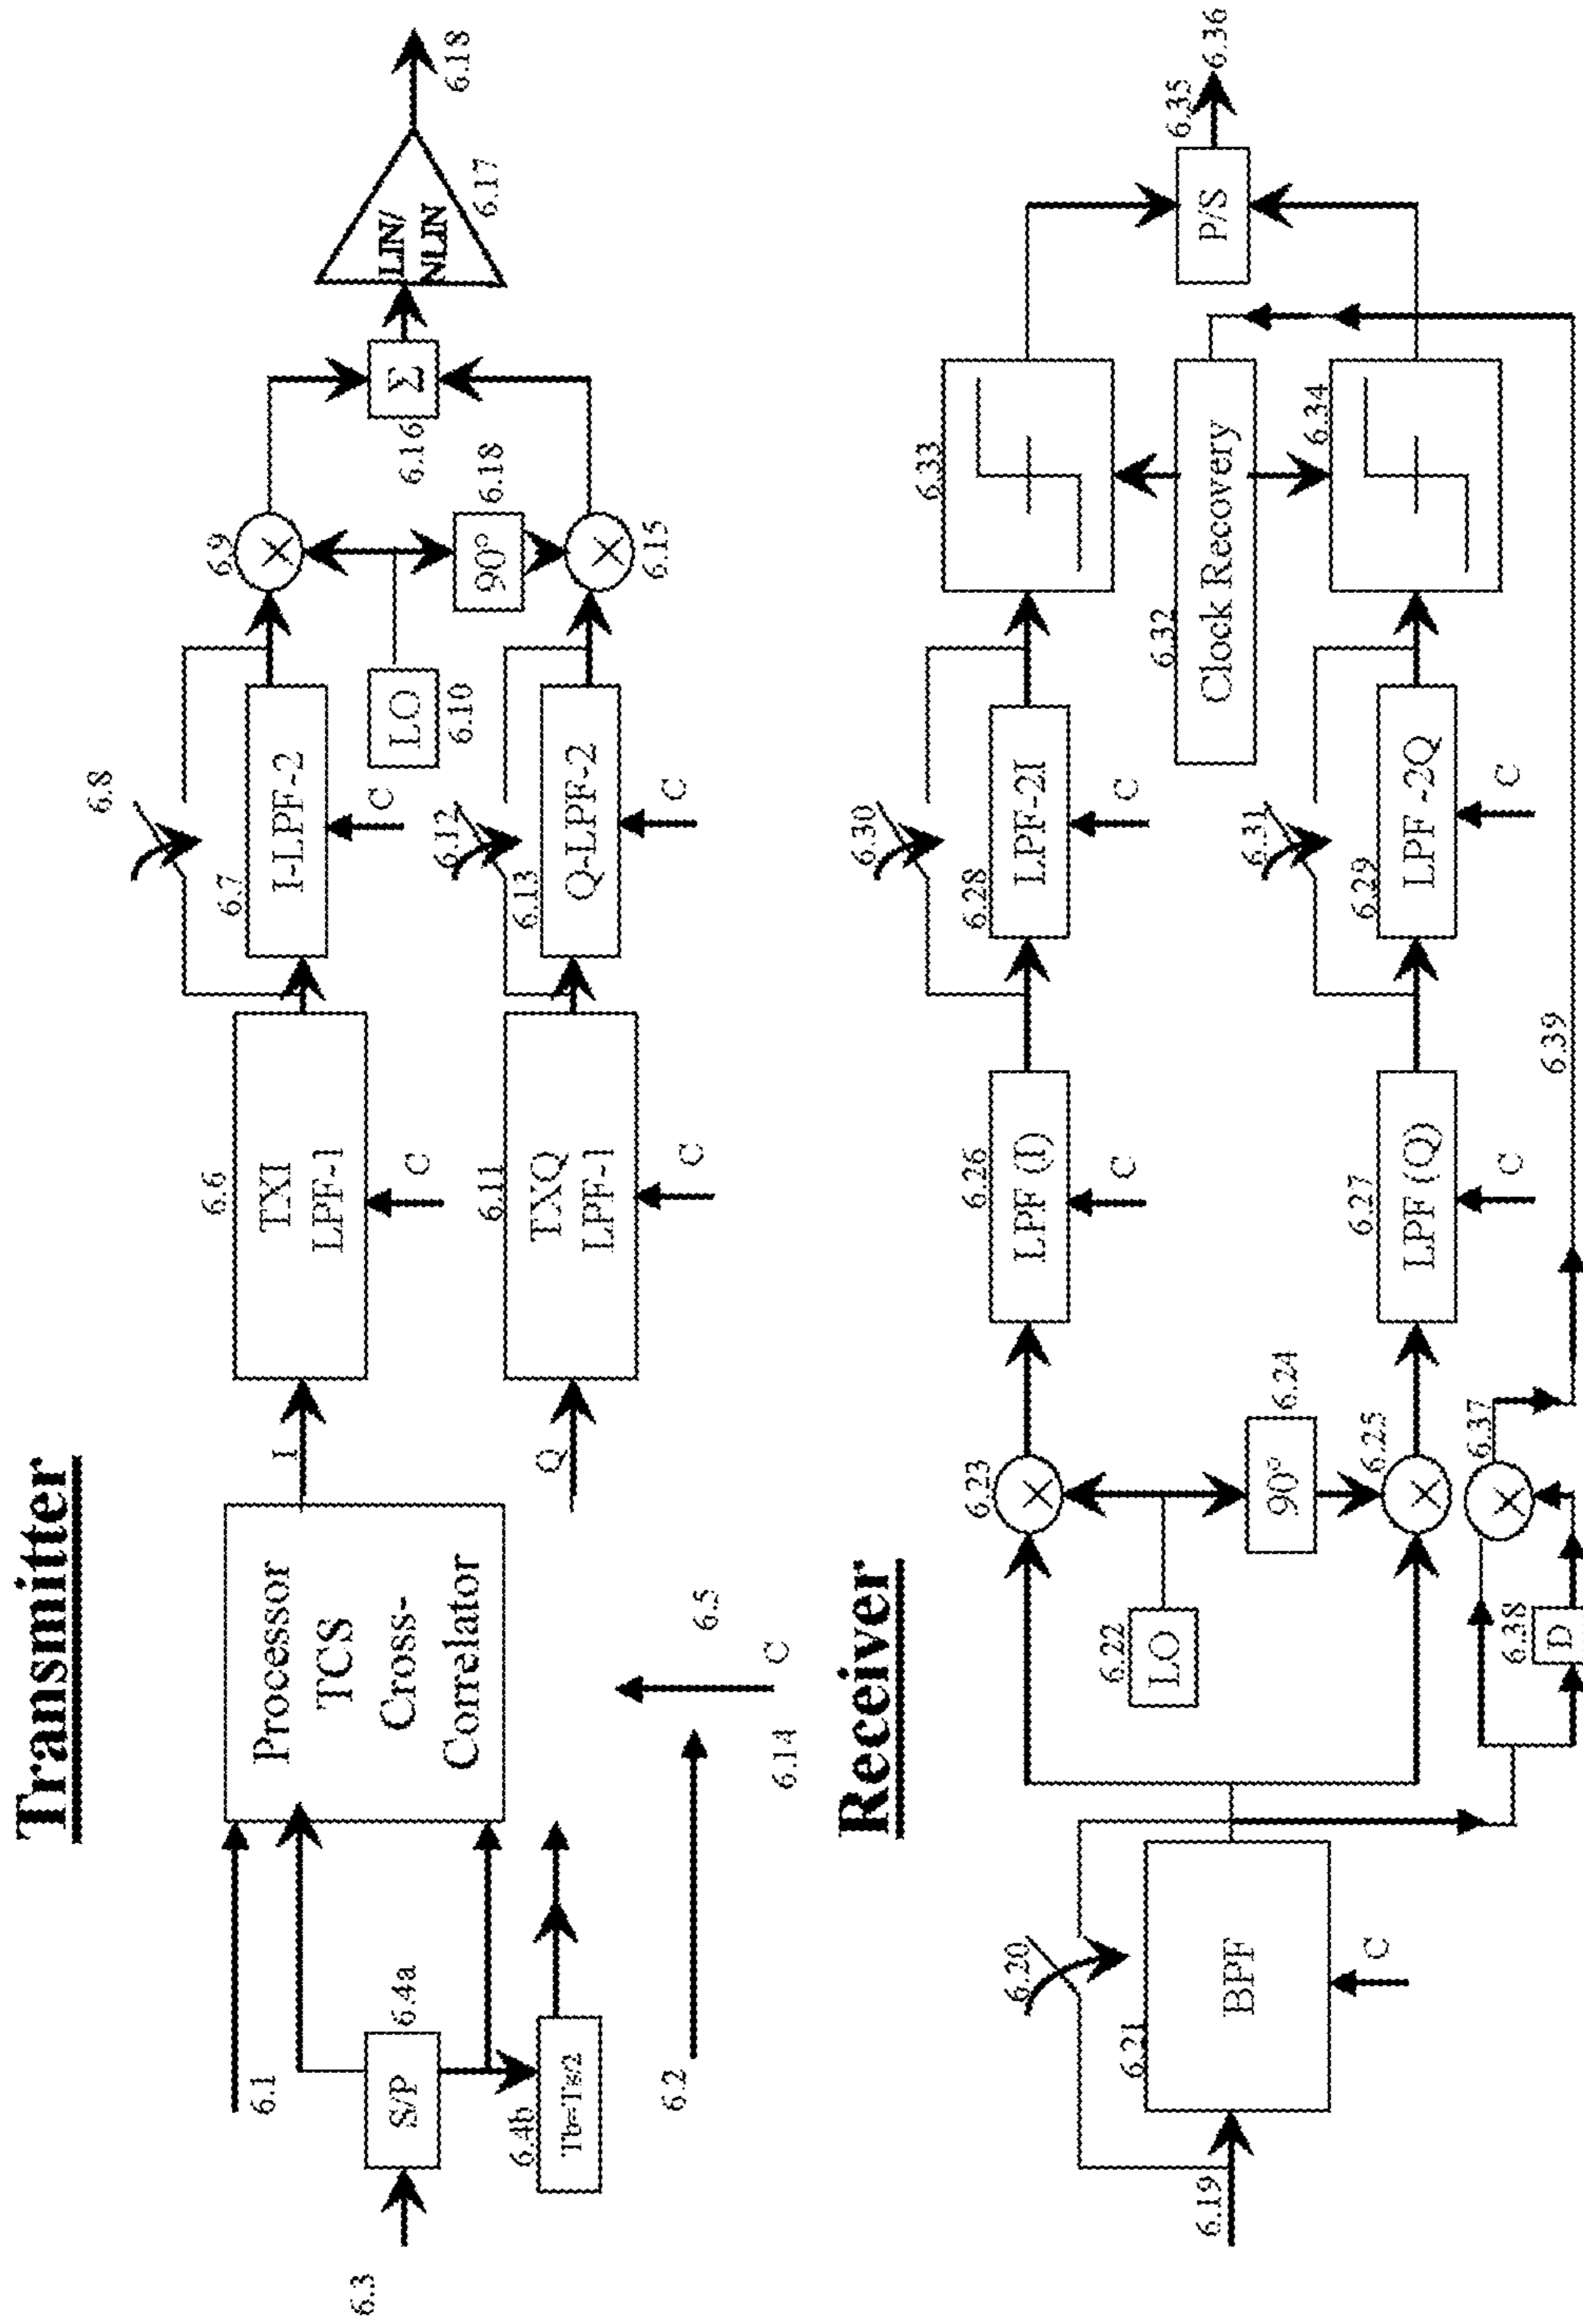 Transmitter
6.1
6.3
S/P
6.4a
6.4b
Tb=Ts/2
6.2
Processor
TCS
Cross-
Correlator
6.5
C
6.14
I
Q
6.6
TXI
LPF-1
C
6.11
TXQ
LPF-1
C
6.8
6.7
I-LPF-2
C
6.12
6.13
Q-LPF-2
C
6.9
LO
6.10
90°
6.18
6.15
Σ
6.16
LIN/
NLIN
6.17
6.18
Receiver
6.19
6.20
6.21
BPF
C
6.22
LO
6.23
90°
6.24
6.25
6.37
6.38
D
6.26
LPF (I)
C
6.27
LPF (Q)
C
6.39
6.30
6.28
LPF-2I
C
6.31
6.29
LPF -2Q
C
6.33
6.32
Clock Recovery
6.34
P/S
6.35
6.36